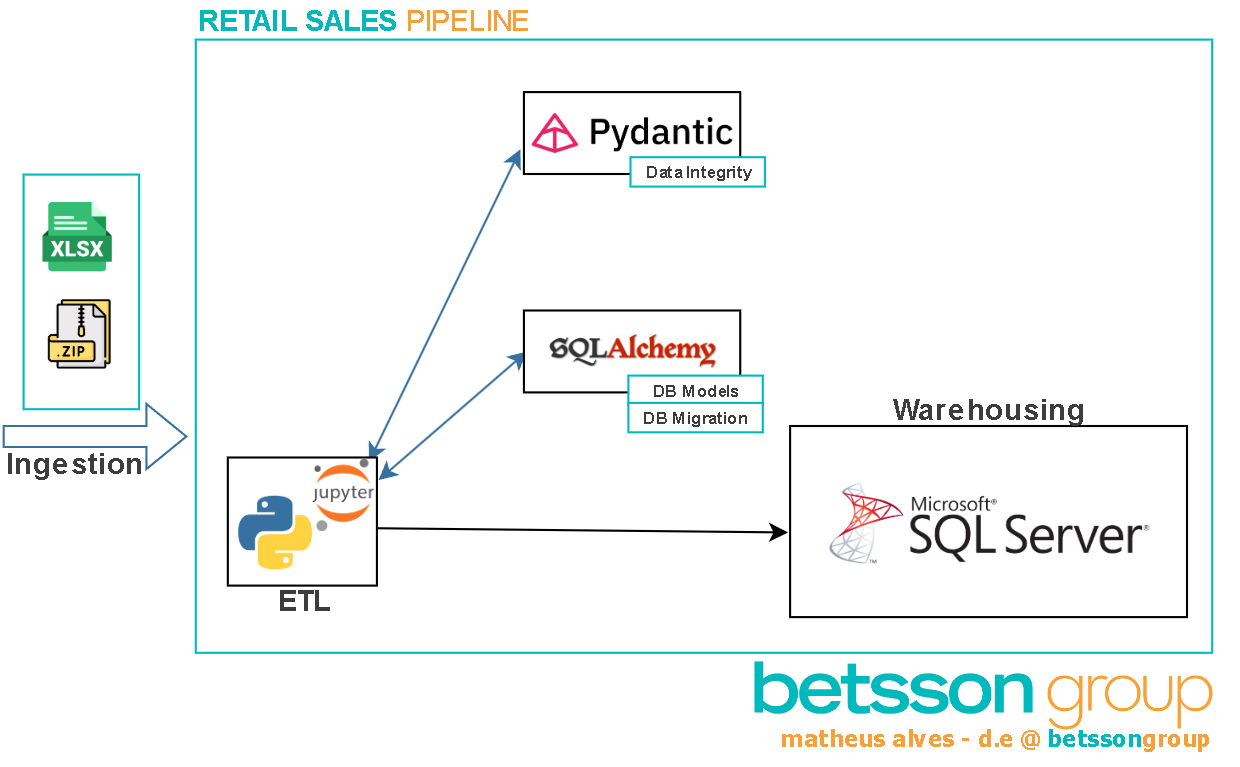 RETAIL SALES PIPELINE
XLSX
.ZIP
Ingestion
Pydantic
Data Integrity
SQLAlchemy
DB Models
DB Migration
jupyter
ETL
Warehousing
Microsoft®
SQL Server®
™
betsson group
matheus alves - d.e @ betssongroup